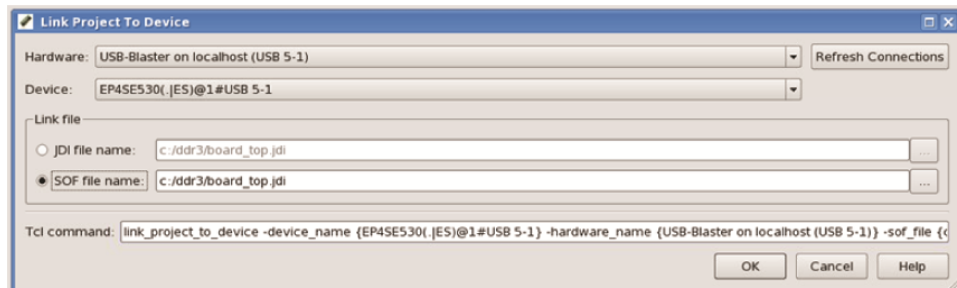 Link Project To Device
Hardware: USB-Blaster on localhost (USB 5-1) Refresh Connections
Device: EP4SE530(.|ES)@1#USB 5-1
Link file
JDI file name: c:/ddr3/board_top.jdi ...
SOF file name: c:/ddr3/board_top.jdi ...
Tcl command: link_project_to_device -device_name {EP4SE530(.|ES)@1#USB 5-1} -hardware_name {USB-Blaster on localhost (USB 5-1)} -sof_file {c
OK Cancel Help